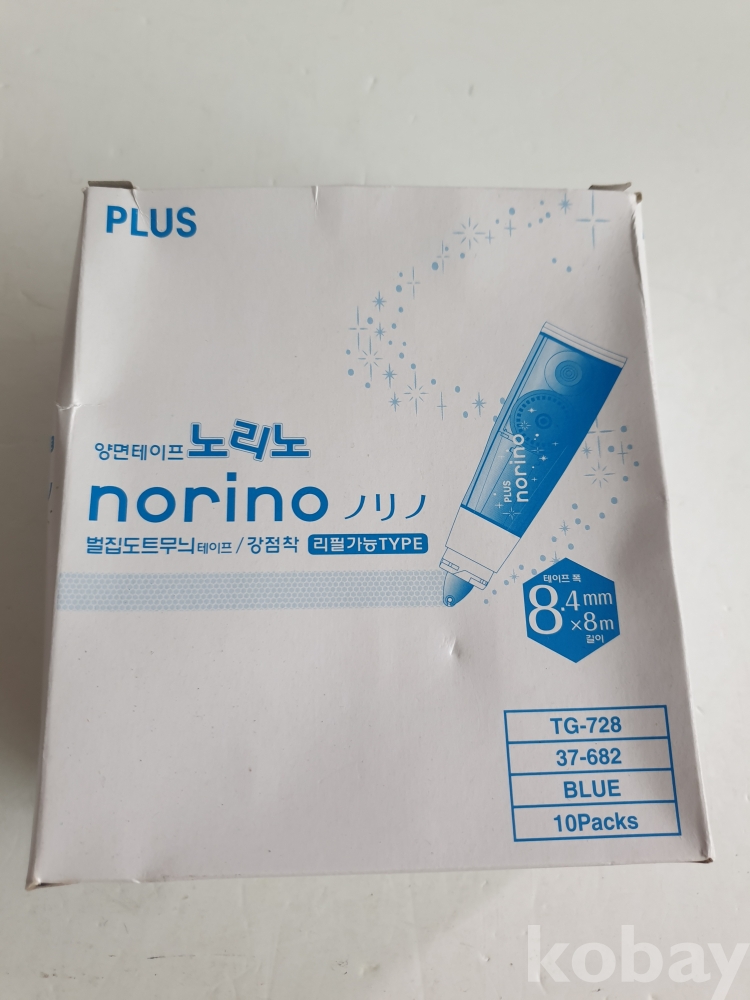 PLUS
양면테이프 노리노
norino ノリノ
벌집도트무늬테이프/강점착 리필가능TYPE
PLUS
norino
테이프 폭
8.4mm
×8m
길이
TG-728
37-682
BLUE
10Packs
kobay